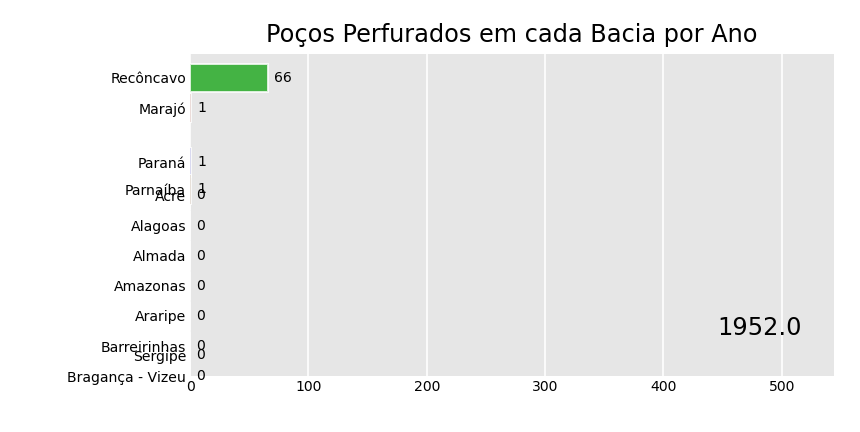 Poços Perfurados em cada Bacia por Ano
Recôncavo 66
Marajó 1
Paraná 1
Parnaíba 1
Acre 0
Alagoas 0
Almada 0
Amazonas 0
Araripe 0
1952.0
Barreirinhas 0
Sergipe 0
Bragança - Vizeu 0
0 100 200 300 400 500